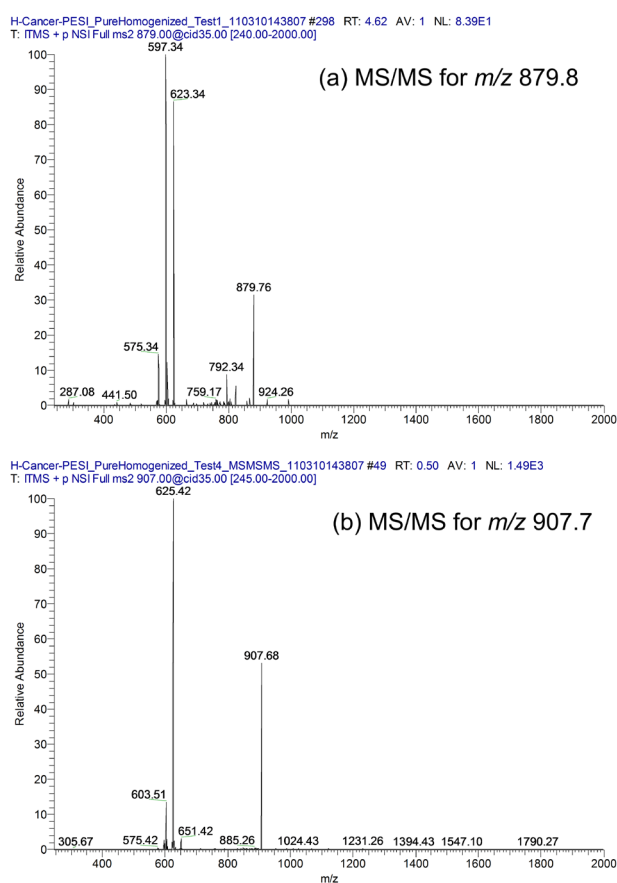 H-Cancer-PESI_PureHomogenized_Test1_110310143807 #298 RT: 4.62 AV: 1 NL: 8.39E1
T: ITMS + p NSI Full ms2 879.00@cid35.00 [240.00-2000.00]
(a) MS/MS for m/z 879.8
597.34
100
623.34
90
80
70
60
50
40
879.76
30
20
575.34
792.34
10
287.08
441.50
759.17
924.26
0
400 600 800 1000 1200 1400 1600 1800 2000
m/z
Relative Abundance
H-Cancer-PESI_PureHomogenized_Test4_MSMSMS_110310143807 #49 RT: 0.50 AV: 1 NL: 1.49E3
T: ITMS + p NSI Full ms2 907.00@cid35.00 [245.00-2000.00]
(b) MS/MS for m/z 907.7
625.42
100
90
80
70
60
907.68
50
40
30
20
603.51
10
305.67 575.42 651.42 885.26 1024.43 1231.26 1394.43 1547.10 1790.27
0
400 600 800 1000 1200 1400 1600 1800 2000
m/z
Relative Abundance